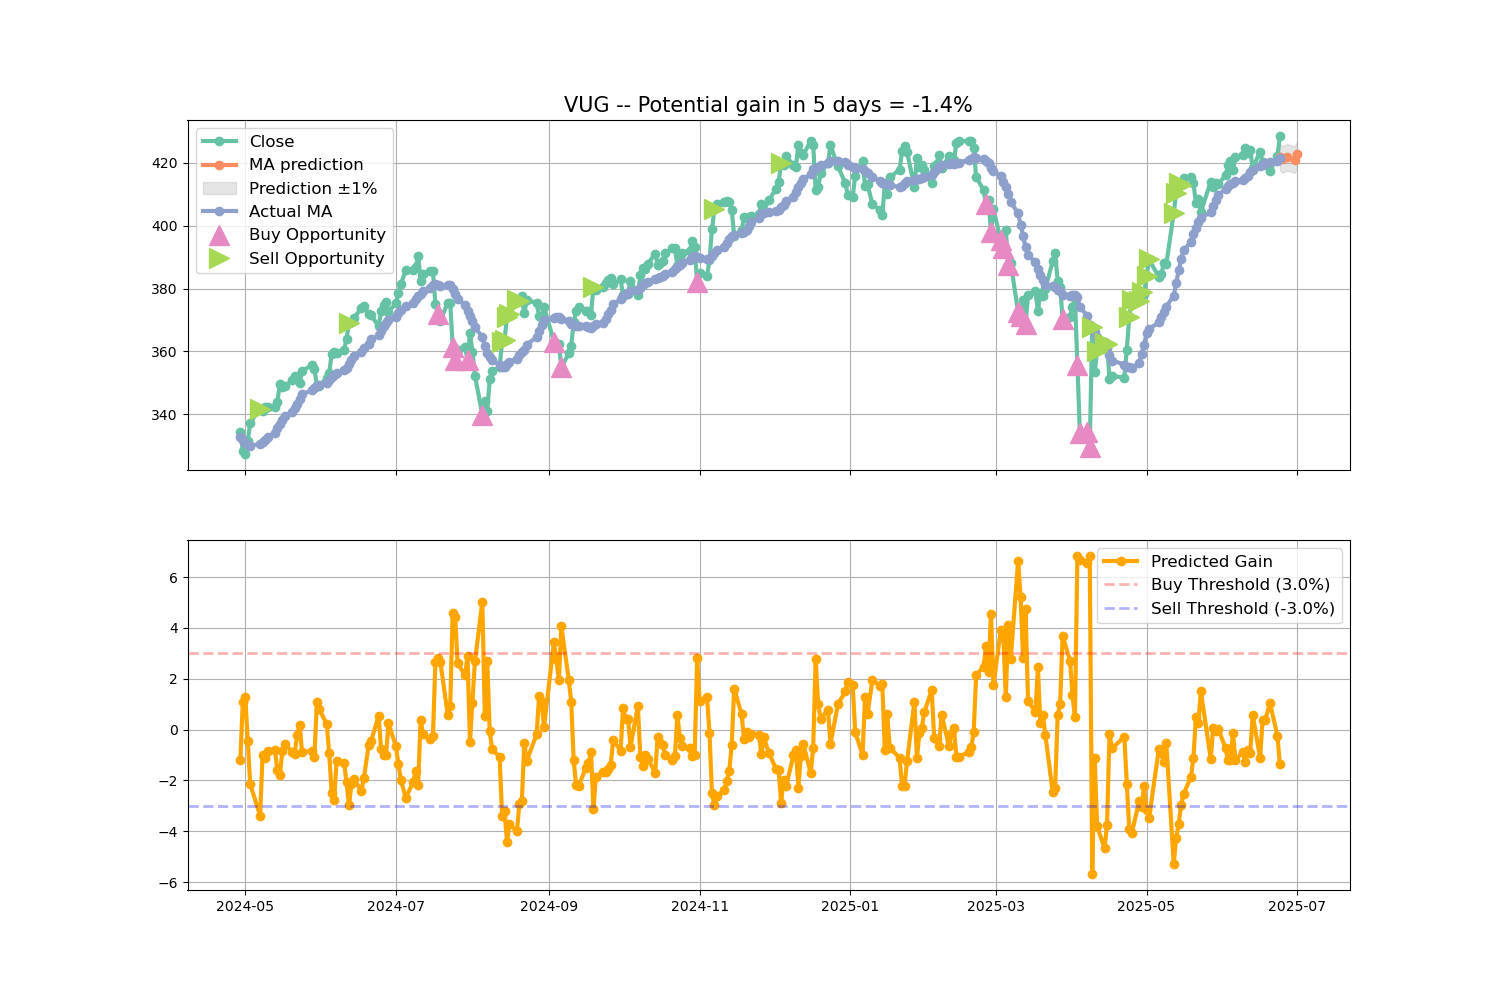 VUG -- Potential gain in 5 days = -1.4%
Close
MA prediction
Prediction ±1%
Actual MA
Buy Opportunity
Sell Opportunity
420
400
380
360
340
Predicted Gain
Buy Threshold (3.0%)
Sell Threshold (-3.0%)
6
4
2
0
−2
−4
−6
2024-05 2024-07 2024-09 2024-11 2025-01 2025-03 2025-05 2025-07